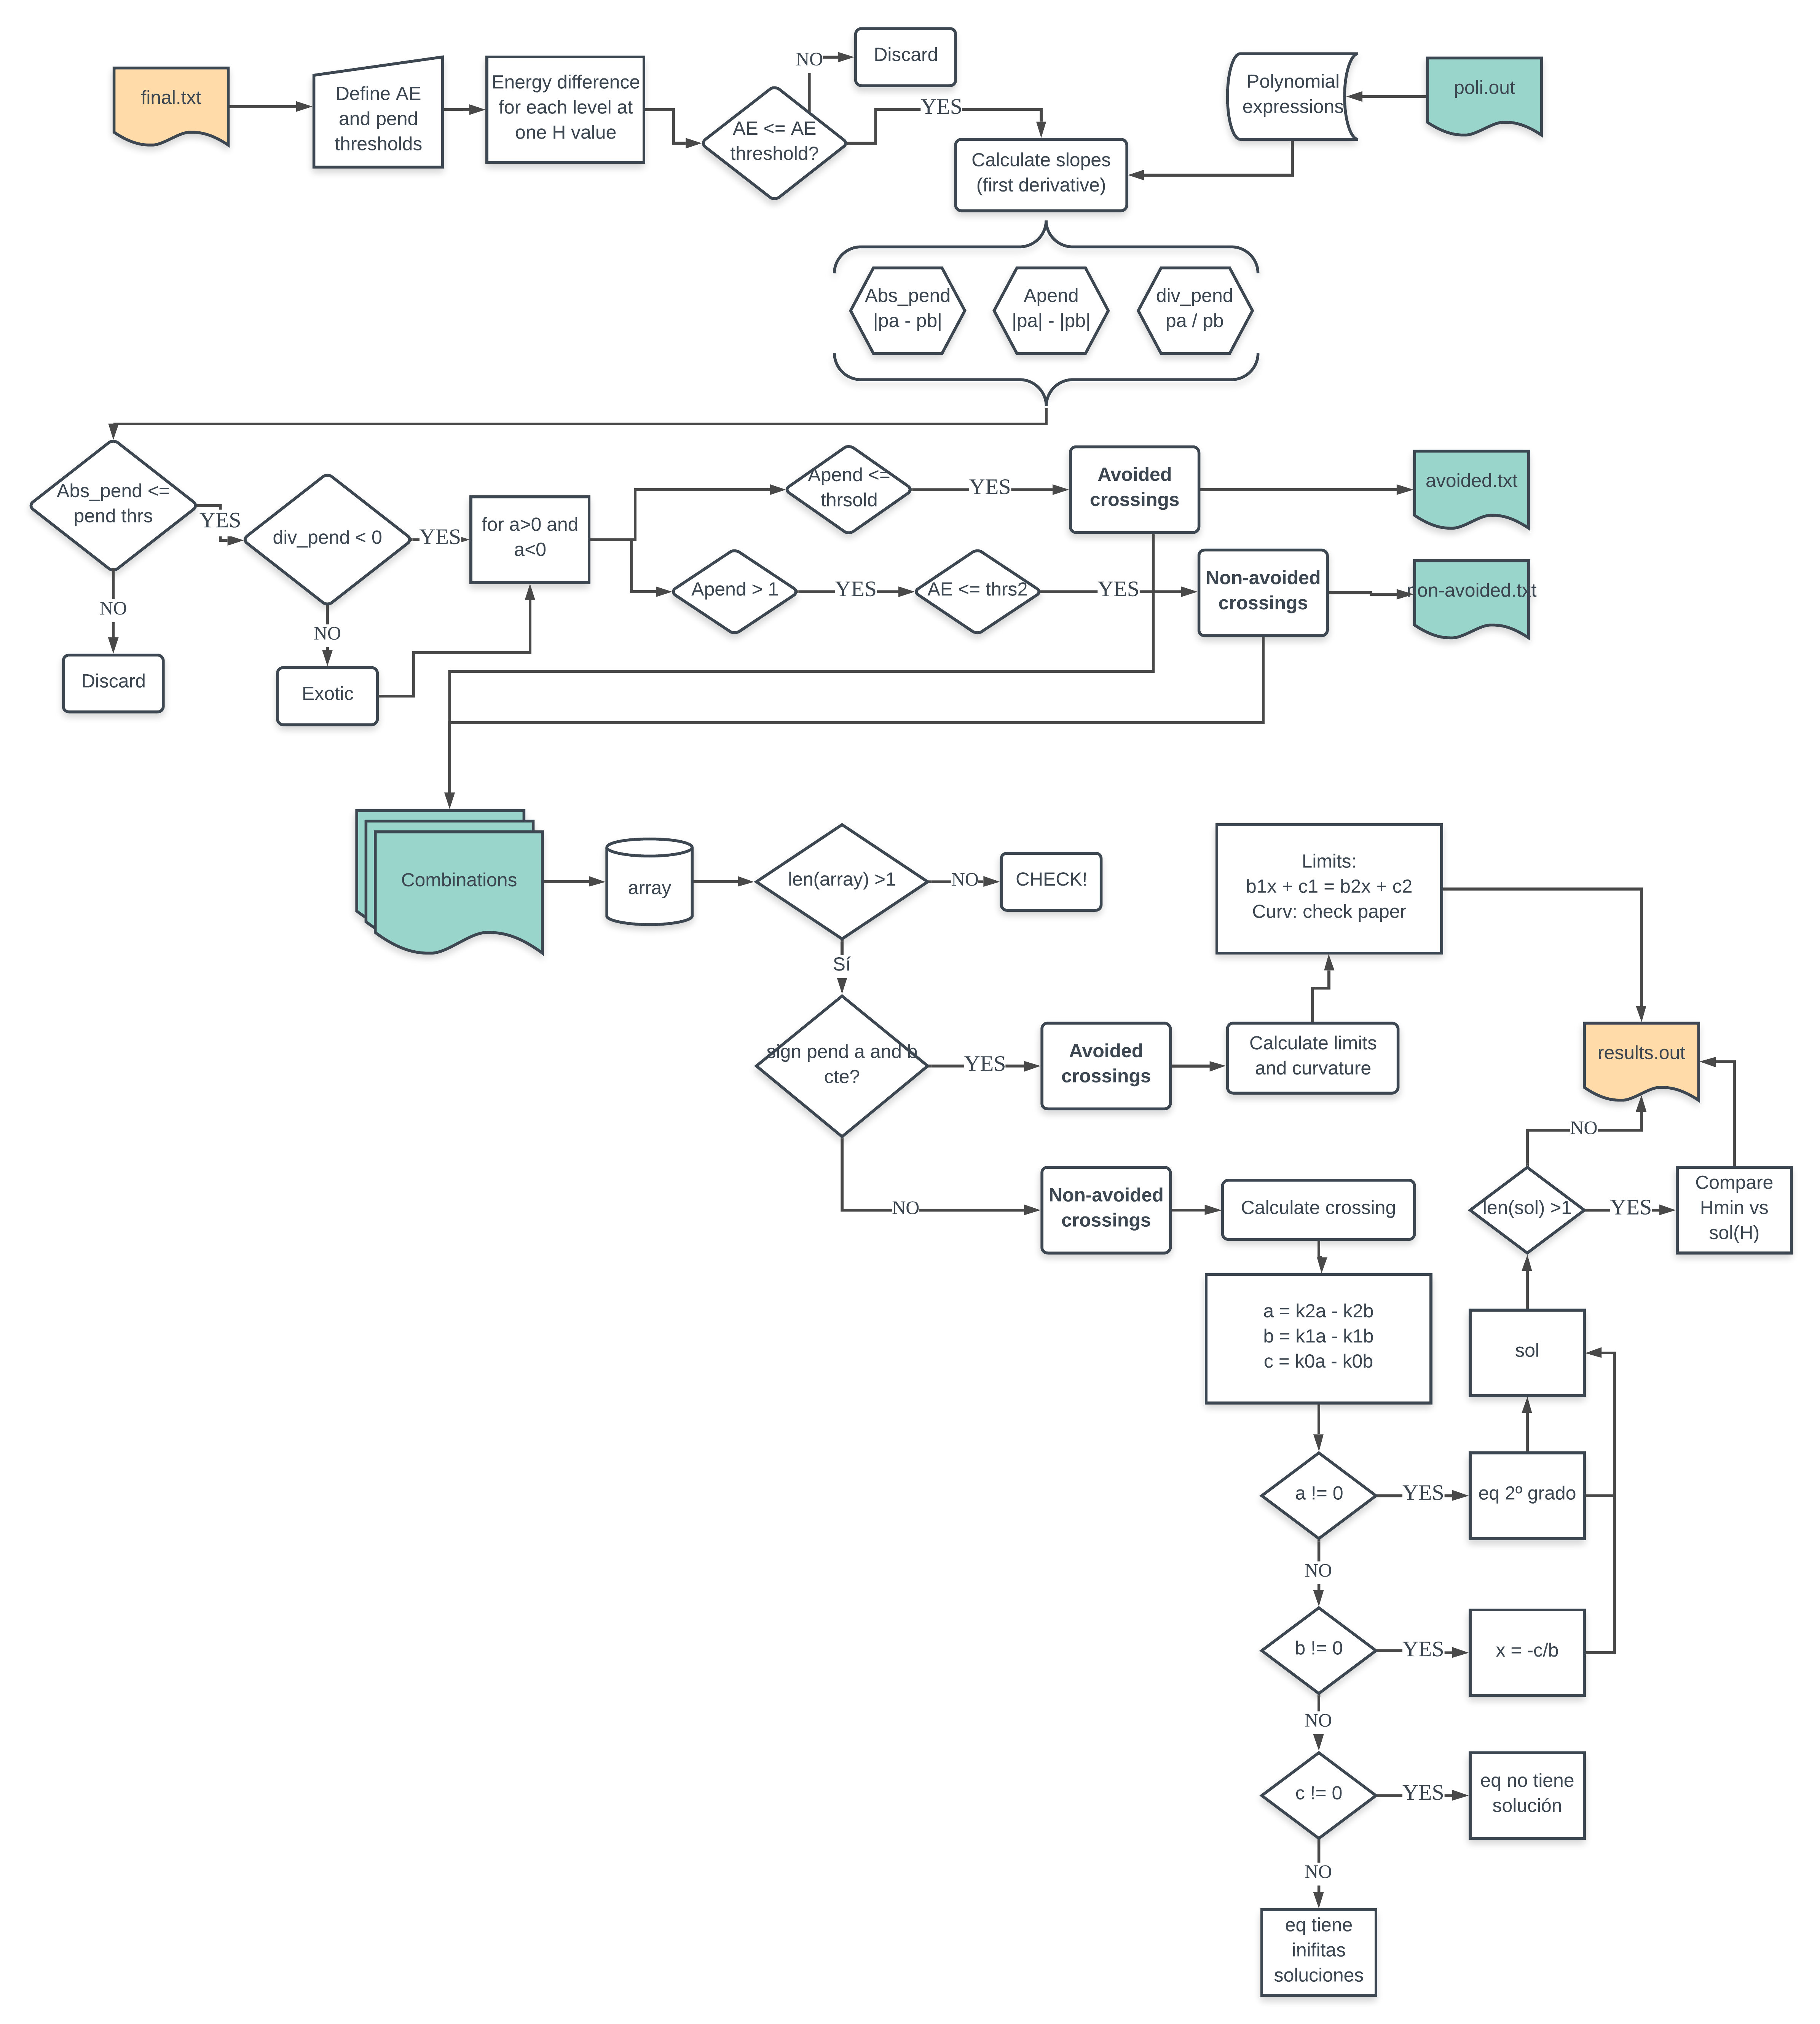 final.txt
Define AE
and pend
thresholds
Energy difference
for each level at
one H value
AE <= AE
threshold?
NO
Discard
YES
Calculate slopes
(first derivative)
Polynomial
expressions
poli.out
Abs_pend
|pa - pb|
Apend
|pa| - |pb|
div_pend
pa / pb
Abs_pend <=
pend thrs
YES
NO
Discard
div_pend < 0
YES
NO
Exotic
for a>0 and
a<0
Apend <=
thrsold
YES
Avoided
crossings
avoided.txt
Apend > 1
YES
AE <= thrs2
YES
Non-avoided
crossings
non-avoided.txt
Combinations
array
len(array) >1
NO
CHECK!
Sí
sign pend a and b
cte?
YES
Avoided
crossings
Calculate limits
and curvature
Limits:
b1x + c1 = b2x + c2
Curv: check paper
results.out
NO
Non-avoided
crossings
Calculate crossing
a = k2a - k2b
b = k1a - k1b
c = k0a - k0b
NO
len(sol) >1
YES
Compare
Hmin vs
sol(H)
sol
a != 0
YES
eq 2º grado
NO
b != 0
YES
x = -c/b
NO
c != 0
YES
eq no tiene
solución
NO
eq tiene
inifitas
soluciones